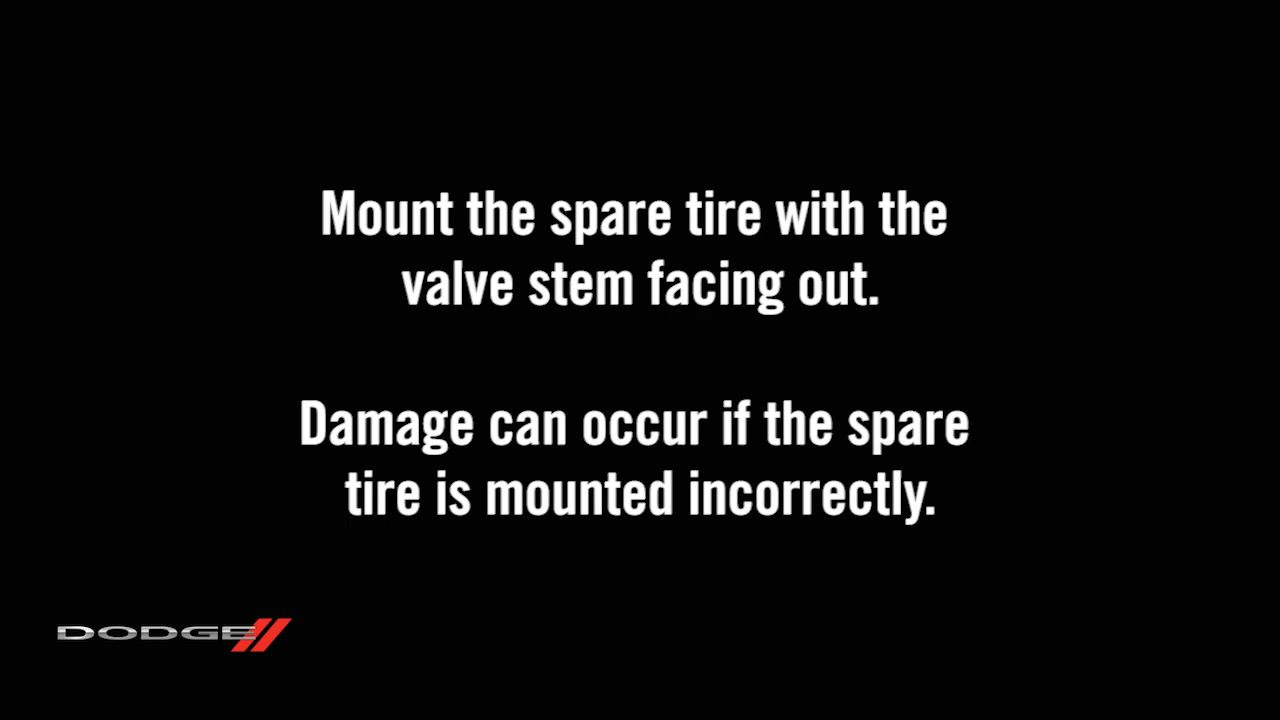 Mount the spare tire with the
valve stem facing out.
Damage can occur if the spare
tire is mounted incorrectly.
DODGE